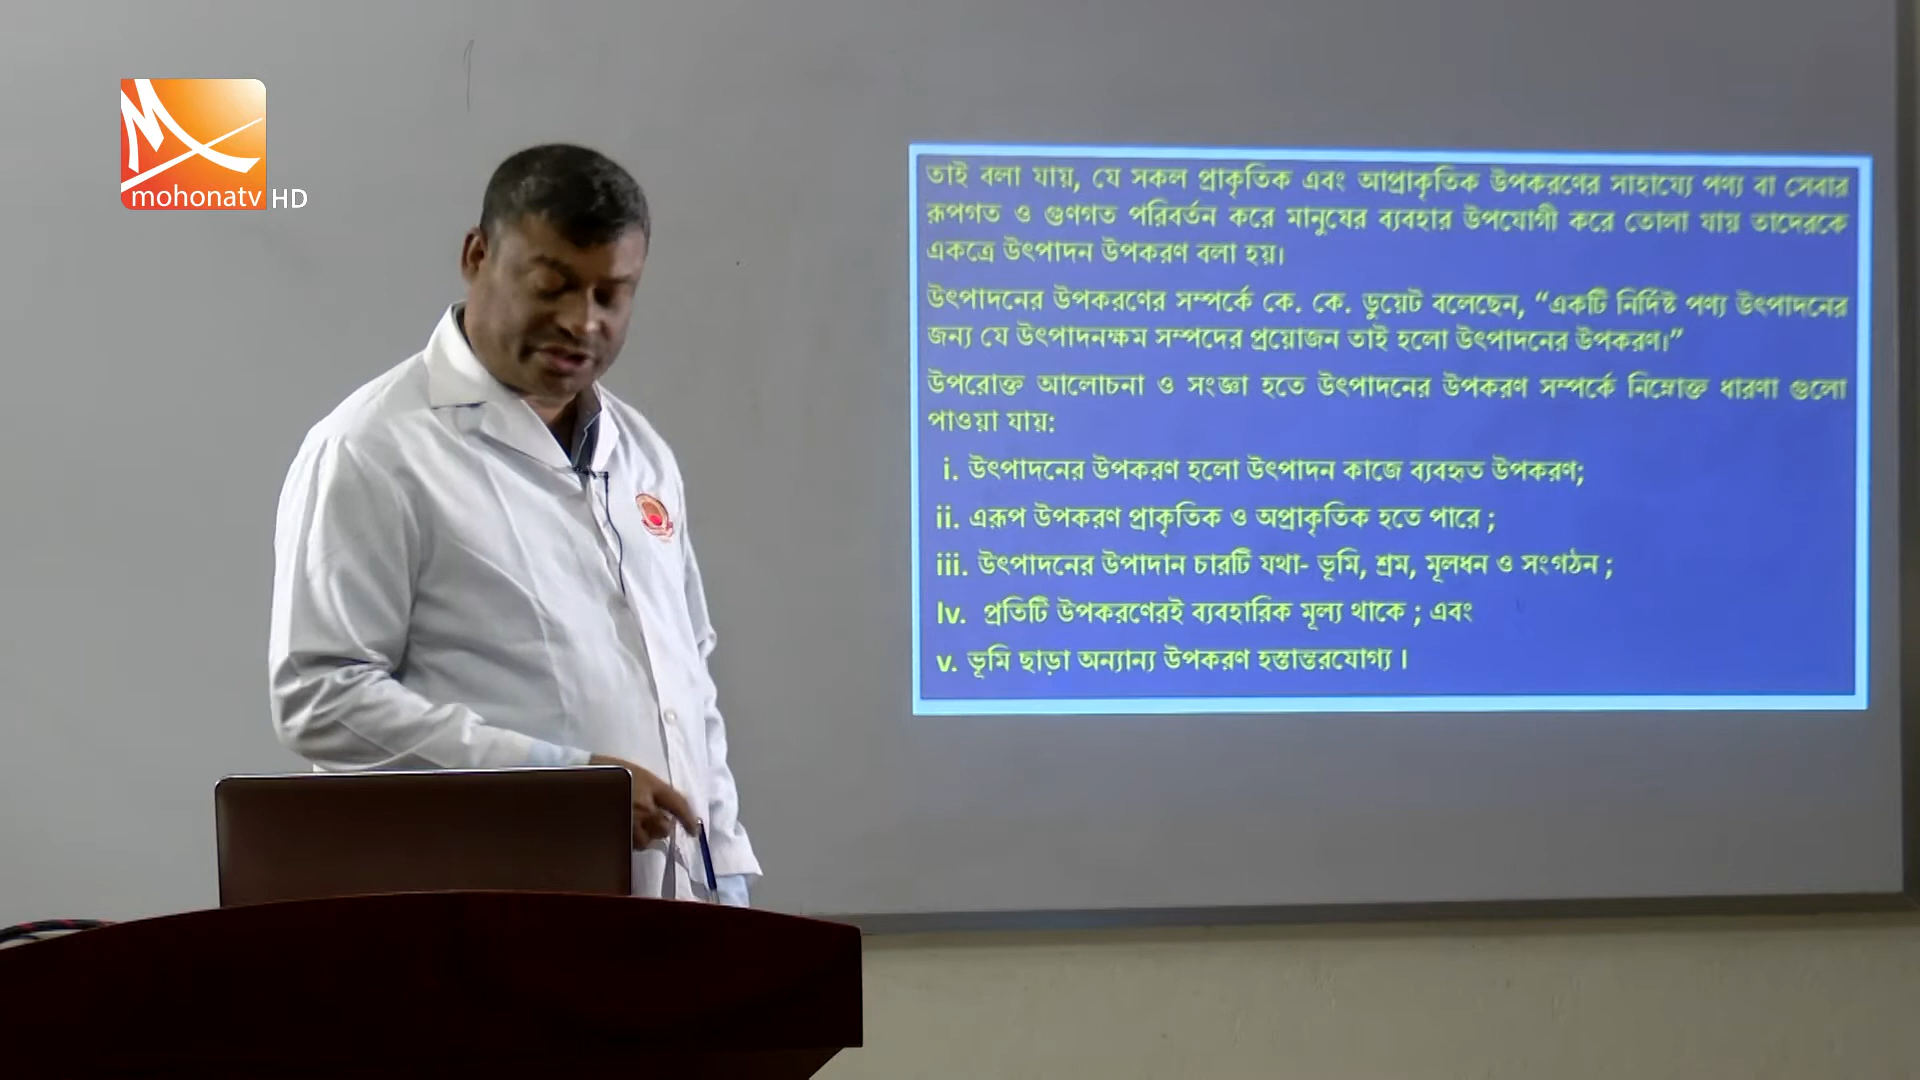 mohonatv HD
তাই বলা যায়, যে সকল প্রাকৃতিক এবং আপ্রাকৃতিক উপকরণের সাহায্যে পণ্য বা সেবার
রূপগত ও গুণগত পরিবর্তন করে মানুষের ব্যবহার উপযোগী করে তোলা যায় তাদেরকে
একত্রে উৎপাদন উপকরণ বলা হয়।
উৎপাদনের উপকরণের সম্পর্কে কে. কে. ডুয়েট বলেছেন, “একটি নির্দিষ্ট পণ্য উৎপাদনের
জন্য যে উৎপাদনক্ষম সম্পদের প্রয়োজন তাই হলো উৎপাদনের উপকরণ।”
উপরোক্ত আলোচনা ও সংজ্ঞা হতে উৎপাদনের উপকরণ সম্পর্কে নিম্নোক্ত ধারণা গুলো
পাওয়া যায়:
i. উৎপাদনের উপকরণ হলো উৎপাদন কাজে ব্যবহৃত উপকরণ;
ii. এরূপ উপকরণ প্রাকৃতিক ও অপ্রাকৃতিক হতে পারে ;
iii. উৎপাদনের উপাদান চারটি যথা- ভূমি, শ্রম, মূলধন ও সংগঠন ;
Iv. প্রতিটি উপকরণেরই ব্যবহারিক মূল্য থাকে ; এবং
v. ভূমি ছাড়া অন্যান্য উপকরণ হস্তান্তরযোগ্য ।